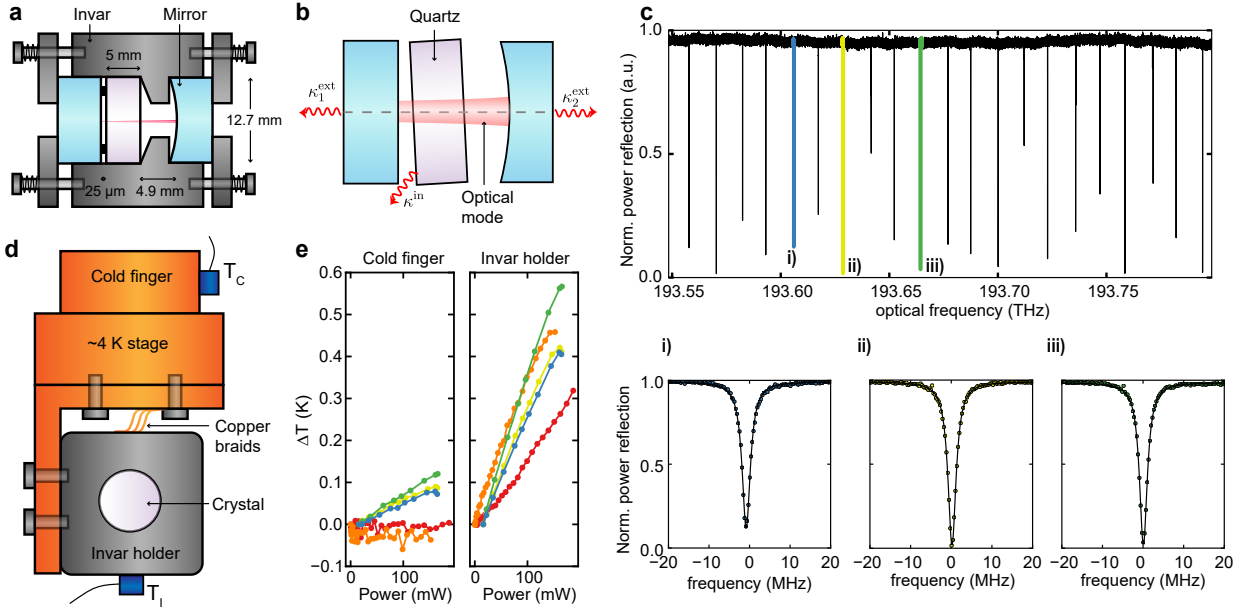 a
Invar
Mirror
5 mm
12.7 mm
25 µm
4.9 mm
b
Quartz
κ₁ᵉˣᵗ
κ₂ᵉˣᵗ
κⁱⁿ
Optical
mode
c
Norm. power reflection (a.u.)
1.0
0.5
0.0
i)
ii)
iii)
193.55
193.60
193.65
193.70
193.75
optical frequency (THz)
d
Cold finger
T_C
~4 K stage
Copper
braids
Crystal
Invar holder
T_I
e
Cold finger
Invar holder
ΔT (K)
0.6
0.5
0.4
0.3
0.2
0.1
0.0
−0.1
0
100
0
100
Power (mW)
Power (mW)
i)
ii)
iii)
Norm. power reflection
1.0
0.5
0.0
−20
−10
0
10
20
−20
−10
0
10
20
−20
−10
0
10
20
frequency (MHz)
frequency (MHz)
frequency (MHz)